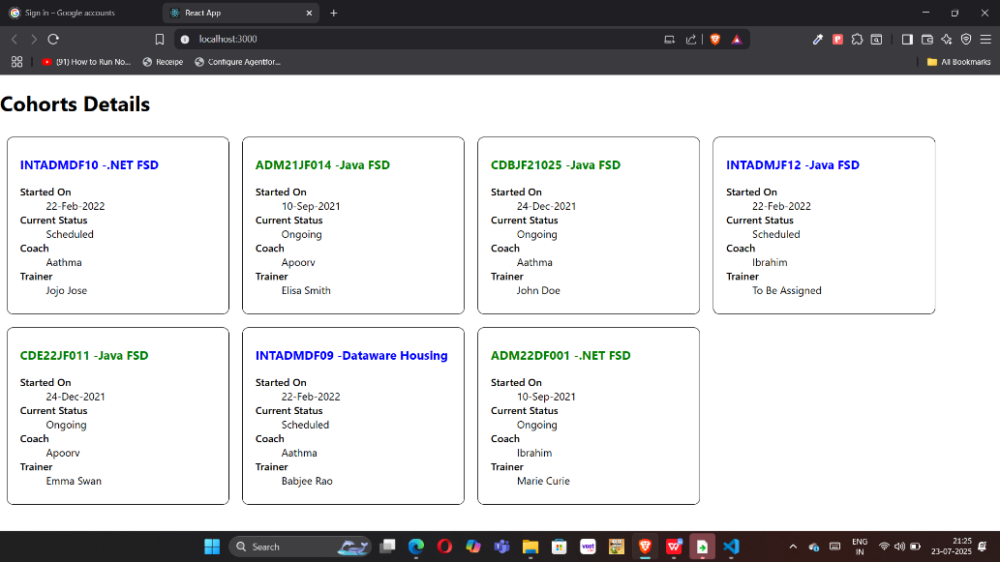 Sign in – Google accounts
React App
localhost:3000
(91) How to Run No...
Receipe
Configure Agentfor...
All Bookmarks
Cohorts Details
INTADMDF10 -.NET FSD
Started On
22-Feb-2022
Current Status
Scheduled
Coach
Aathma
Trainer
Jojo Jose
ADM21JF014 -Java FSD
Started On
10-Sep-2021
Current Status
Ongoing
Coach
Apoorv
Trainer
Elisa Smith
CDBJF21025 -Java FSD
Started On
24-Dec-2021
Current Status
Ongoing
Coach
Aathma
Trainer
John Doe
INTADMJF12 -Java FSD
Started On
22-Feb-2022
Current Status
Scheduled
Coach
Ibrahim
Trainer
To Be Assigned
CDE22JF011 -Java FSD
Started On
24-Dec-2021
Current Status
Ongoing
Coach
Apoorv
Trainer
Emma Swan
INTADMDF09 -Dataware Housing
Started On
22-Feb-2022
Current Status
Scheduled
Coach
Aathma
Trainer
Babjee Rao
ADM22DF001 -.NET FSD
Started On
10-Sep-2021
Current Status
Ongoing
Coach
Ibrahim
Trainer
Marie Curie
Search
voot
ENG
IN
21:25
23-07-2025